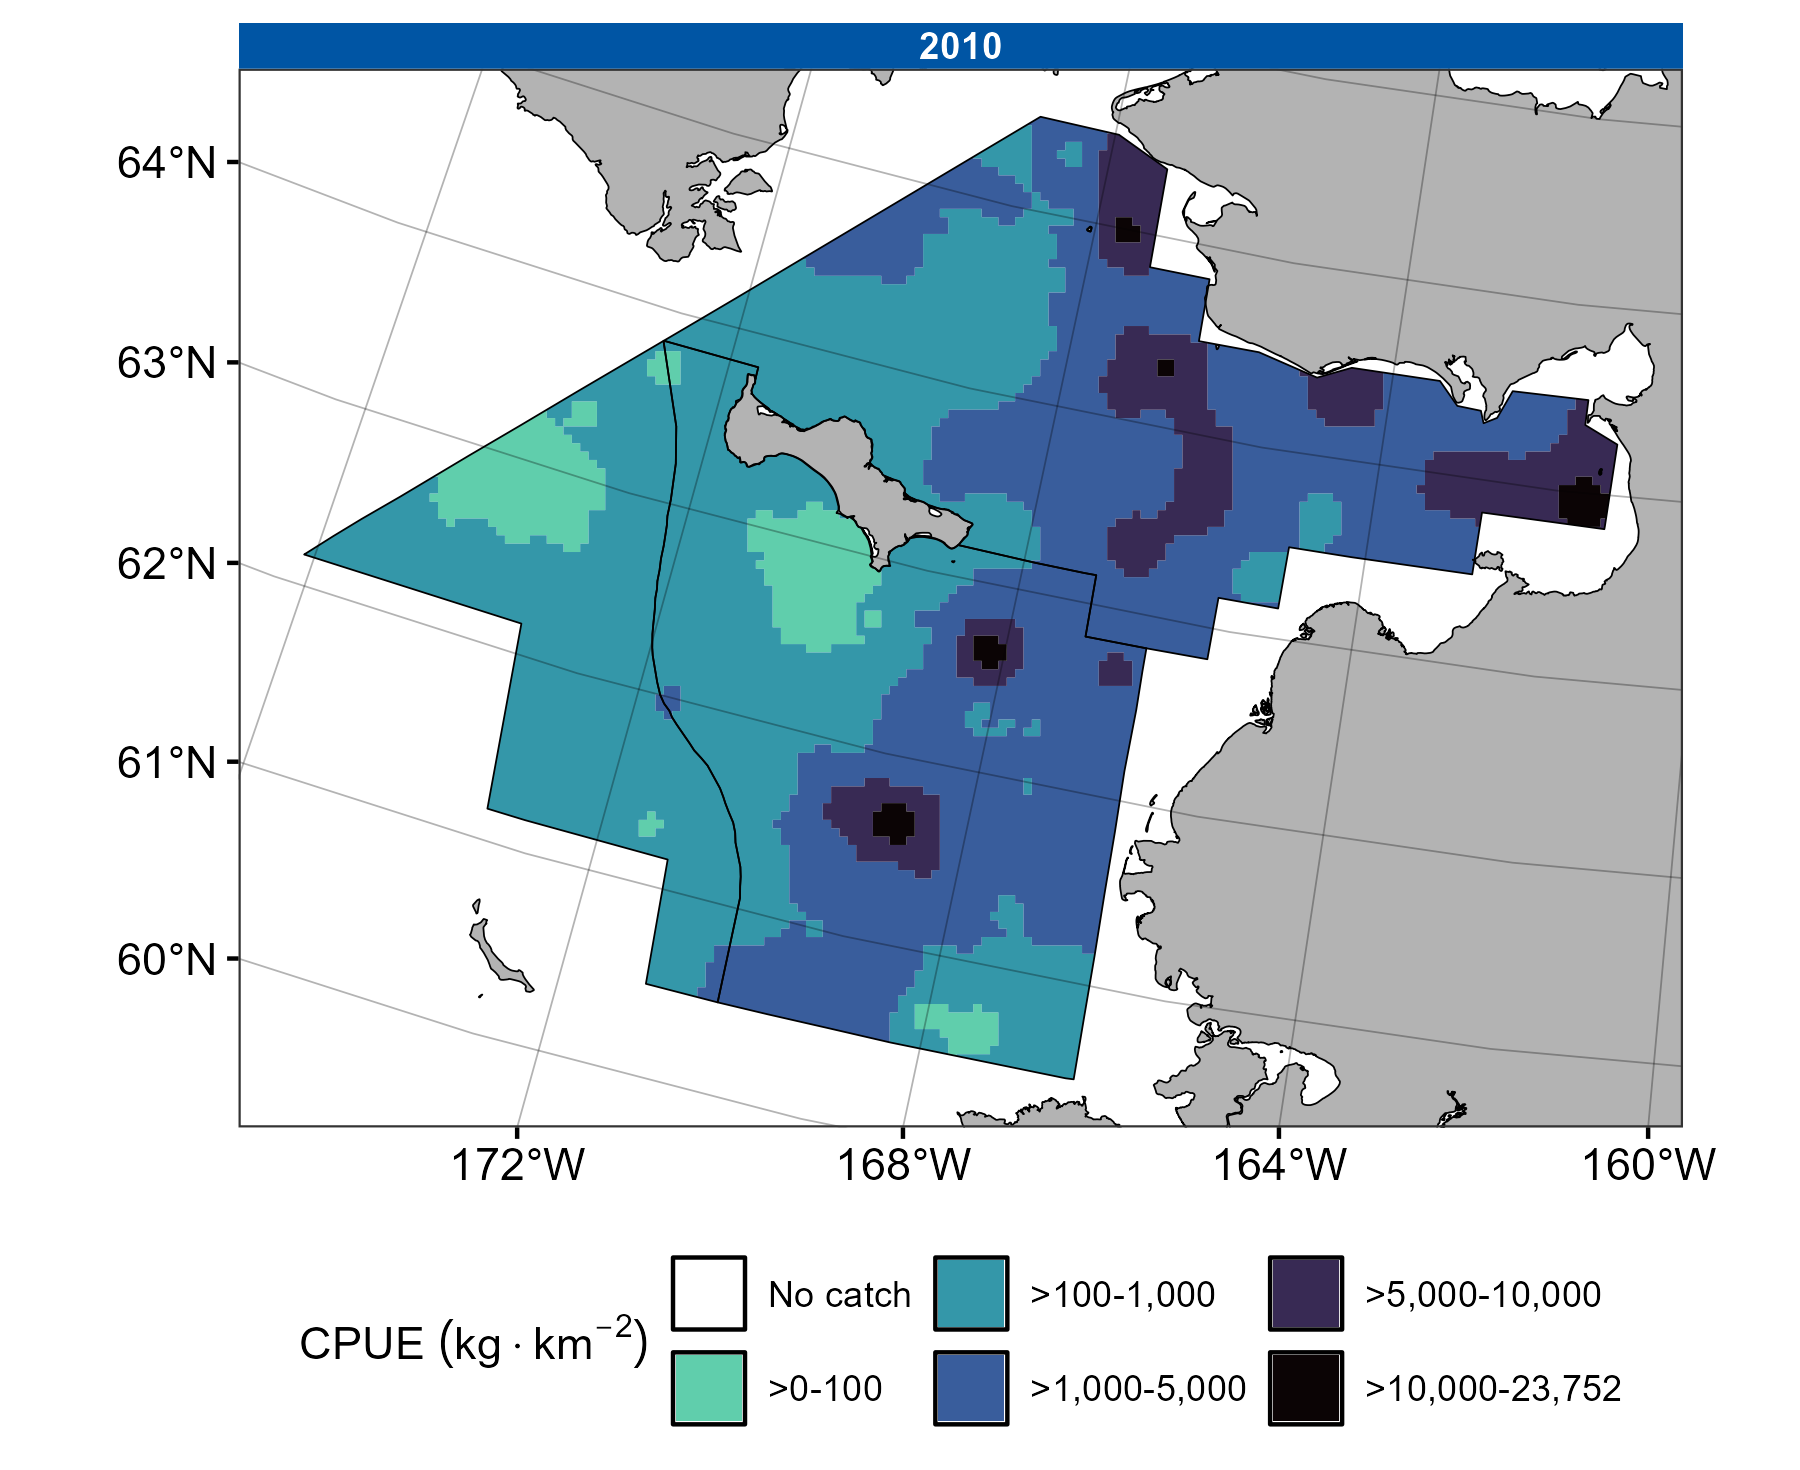 2010
64°N
63°N
62°N
61°N
60°N
172°W 168°W 164°W 160°W
CPUE (kg · km⁻²)
No catch >100-1,000 >5,000-10,000
>0-100 >1,000-5,000 >10,000-23,752